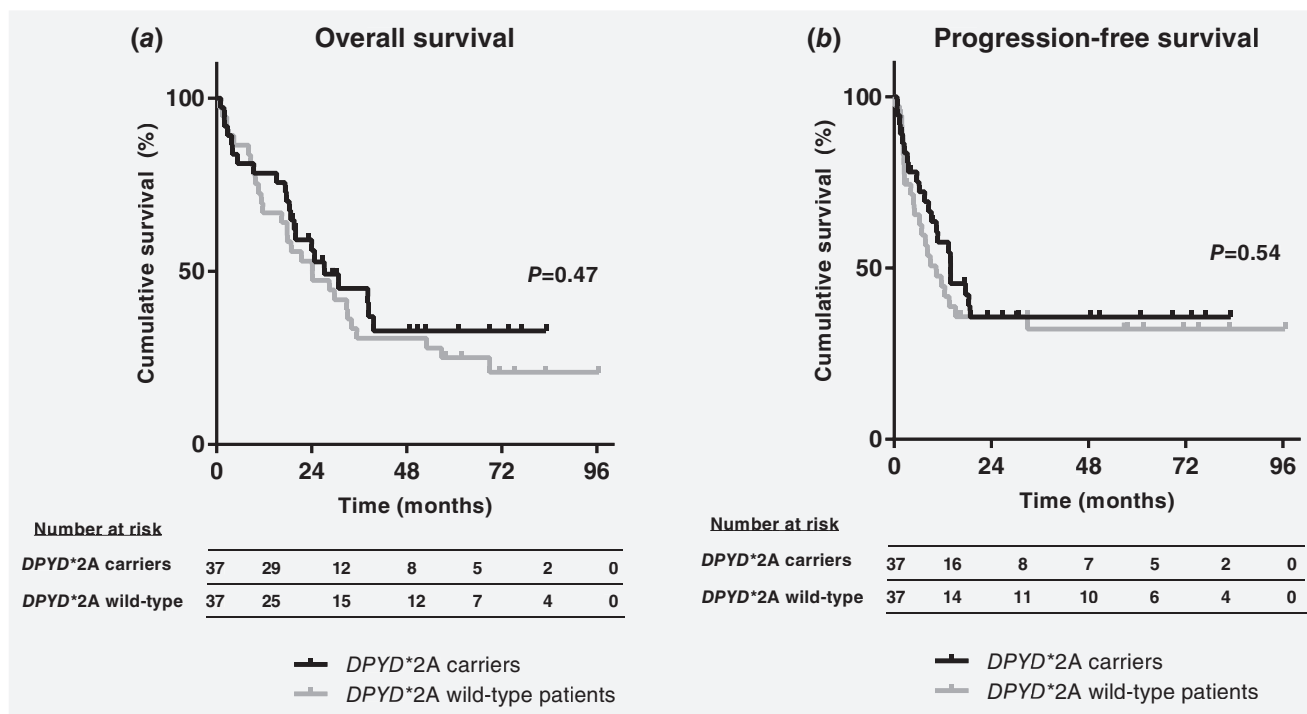 (a) Overall survival
100
50
0
Cumulative survival (%)
P=0.47
0 24 48 72 96
Time (months)
Number at risk
DPYD*2A carriers 37 29 12 8 5 2 0
DPYD*2A wild-type 37 25 15 12 7 4 0
DPYD*2A carriers
DPYD*2A wild-type patients
(b) Progression-free survival
100
50
0
Cumulative survival (%)
P=0.54
0 24 48 72 96
Time (months)
Number at risk
DPYD*2A carriers 37 16 8 7 5 2 0
DPYD*2A wild-type 37 14 11 10 6 4 0
DPYD*2A carriers
DPYD*2A wild-type patients